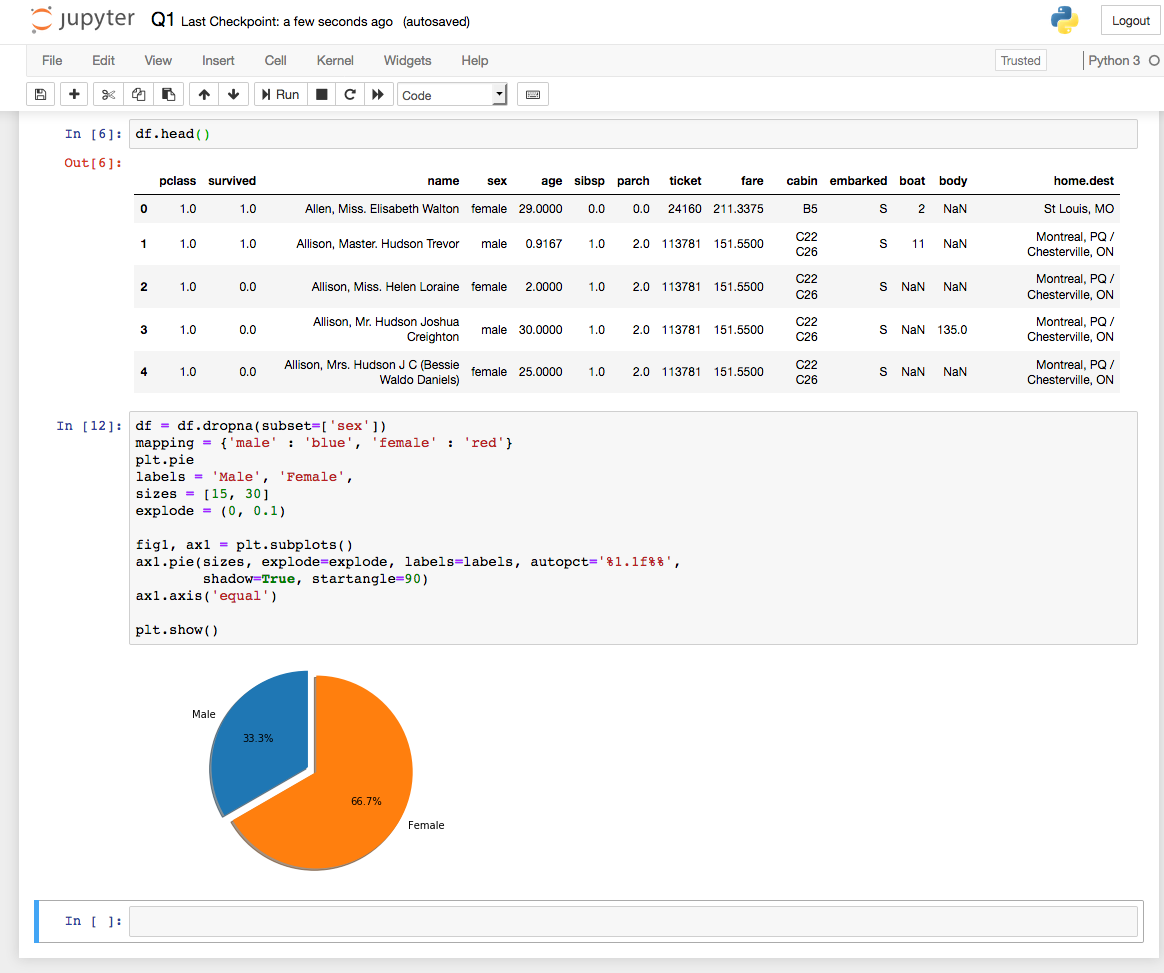 jupyter Q1 Last Checkpoint: a few seconds ago (autosaved) Logout
File Edit View Insert Cell Kernel Widgets Help Trusted Python 3
Run Code
In [6]: df.head()
Out[6]:
pclass survived name sex age sibsp parch ticket fare cabin embarked boat body home.dest
0 1.0 1.0 Allen, Miss. Elisabeth Walton female 29.0000 0.0 0.0 24160 211.3375 B5 S 2 NaN St Louis, MO
1 1.0 1.0 Allison, Master. Hudson Trevor male 0.9167 1.0 2.0 113781 151.5500 C22 C26 S 11 NaN Montreal, PQ / Chesterville, ON
2 1.0 0.0 Allison, Miss. Helen Loraine female 2.0000 1.0 2.0 113781 151.5500 C22 C26 S NaN NaN Montreal, PQ / Chesterville, ON
3 1.0 0.0 Allison, Mr. Hudson Joshua Creighton male 30.0000 1.0 2.0 113781 151.5500 C22 C26 S NaN 135.0 Montreal, PQ / Chesterville, ON
4 1.0 0.0 Allison, Mrs. Hudson J C (Bessie Waldo Daniels) female 25.0000 1.0 2.0 113781 151.5500 C22 C26 S NaN NaN Montreal, PQ / Chesterville, ON
In [12]: df = df.dropna(subset=['sex'])
mapping = {'male' : 'blue', 'female' : 'red'}
plt.pie
labels = 'Male', 'Female',
sizes = [15, 30]
explode = (0, 0.1)
fig1, ax1 = plt.subplots()
ax1.pie(sizes, explode=explode, labels=labels, autopct='%1.1f%%',
shadow=True, startangle=90)
ax1.axis('equal')
plt.show()
Male
33.3%
66.7%
Female
In [ ]: